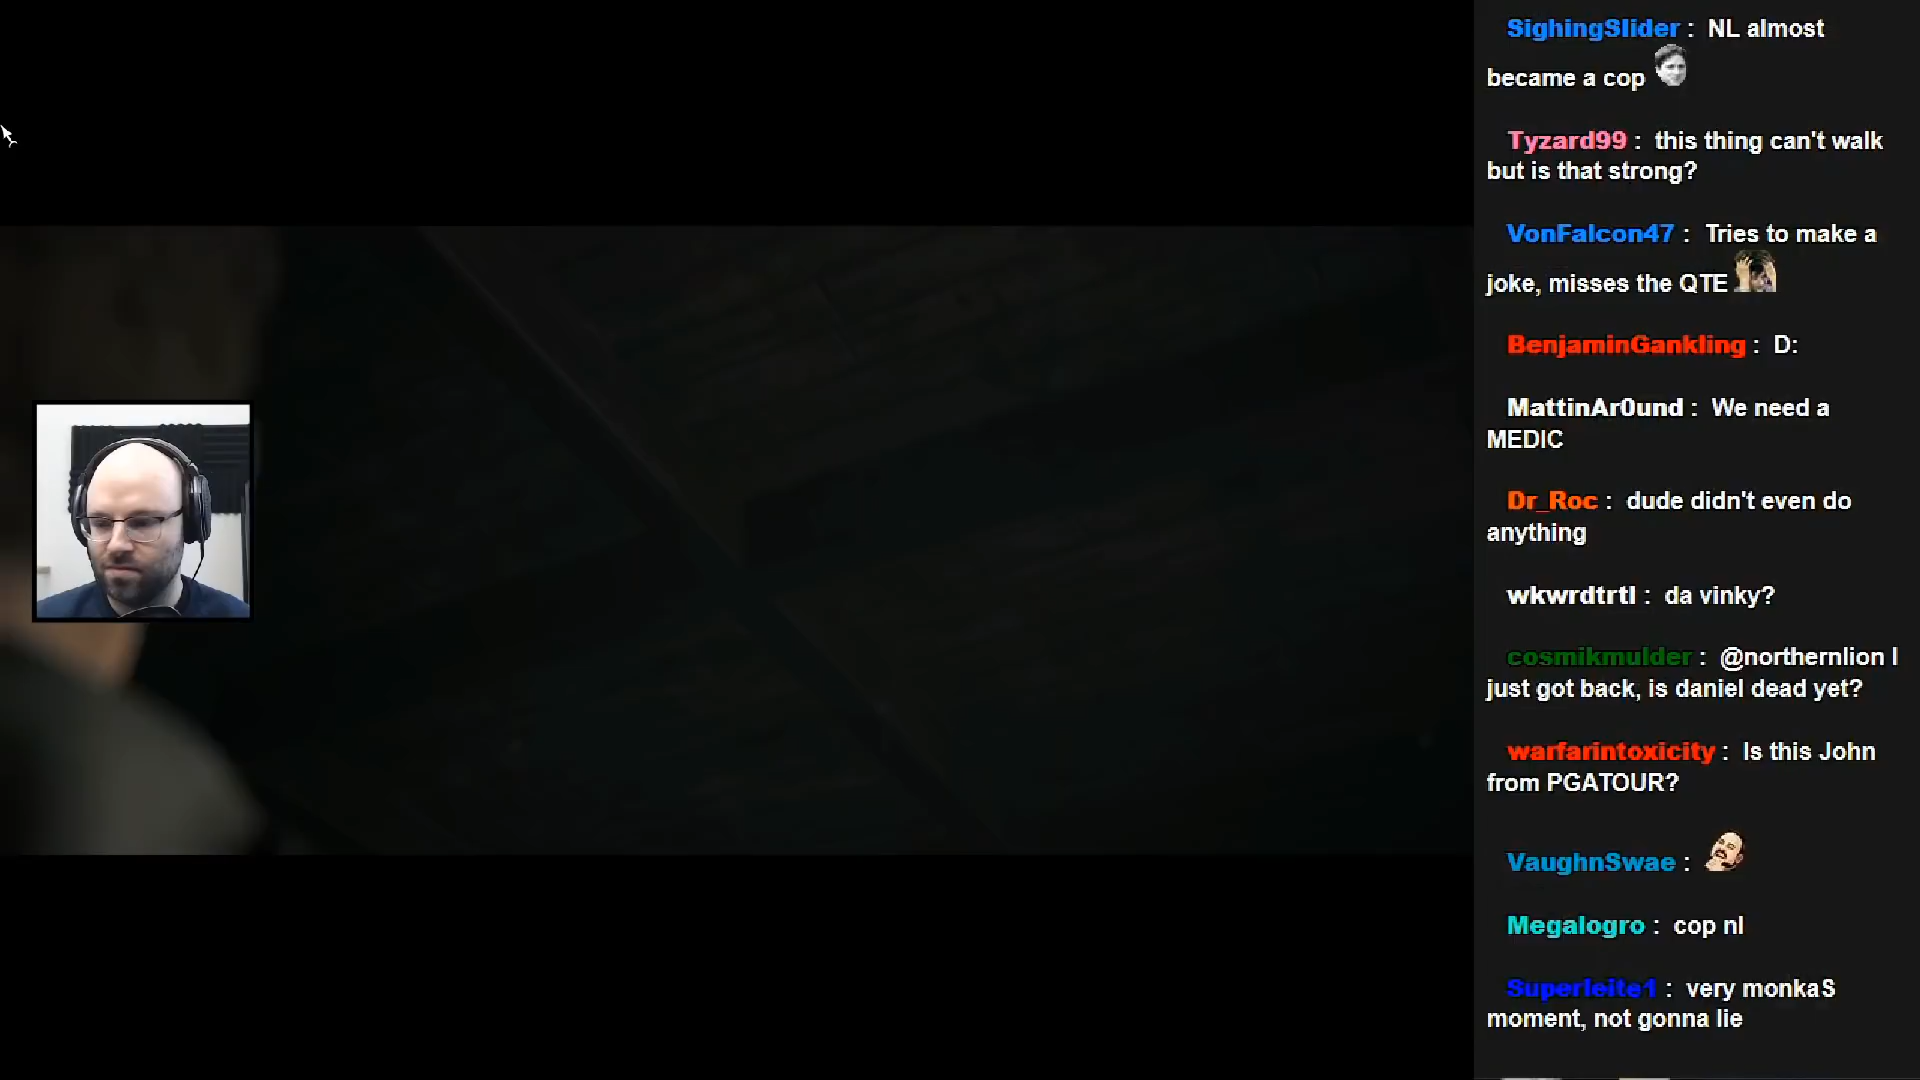 SighingSlider : NL almost
became a cop
Tyzard99 : this thing can't walk
but is that strong?
VonFalcon47 : Tries to make a
joke, misses the QTE
BenjaminGankling : D:
MattinAr0und : We need a
MEDIC
Dr_Roc : dude didn't even do
anything
wkwrdtrtl : da vinky?
cosmikmulder : @northernlion I
just got back, is daniel dead yet?
warfarintoxicity : Is this John
from PGATOUR?
VaughnSwae :
Megalogro : cop nl
Superleite1 : very monkaS
moment, not gonna lie